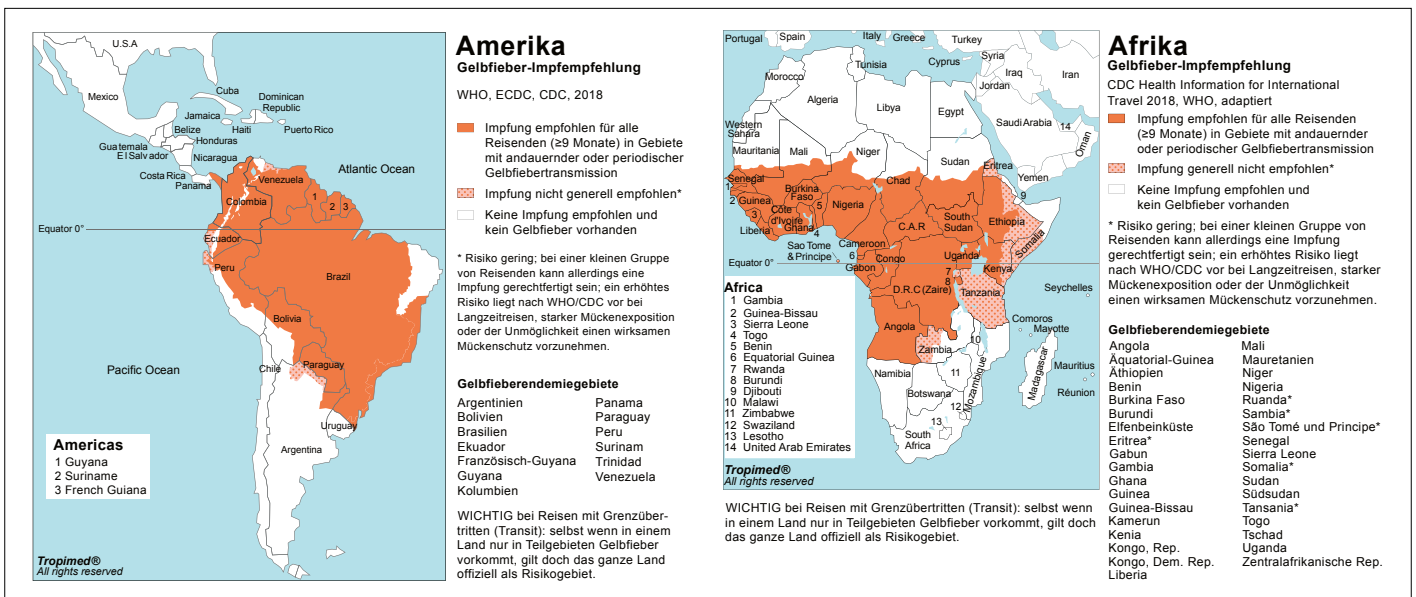 U.S.A
Mexico
Cuba
Dominican
Republic
Jamaica
Haiti
Puerto Rico
Belize
Honduras
Guatemala
El Salvador
Nicaragua
Costa Rica
Panama
Atlantic Ocean
Venezuela
Colombia
1
2
3
Equator 0°
Ecuador
Peru
Brazil
Bolivia
Pacific Ocean
Chile
Paraguay
Uruguay
Argentina
Americas
1 Guyana
2 Suriname
3 French Guiana
Tropimed®
All rights reserved
Amerika
Gelbfieber-Impfempfehlung
WHO, ECDC, CDC, 2018
Impfung empfohlen für alle
Reisenden (≥9 Monate) in Gebiete
mit andauernder oder periodischer
Gelbfiebertransmission
Impfung nicht generell empfohlen*
Keine Impfung empfohlen und
kein Gelbfieber vorhanden
* Risiko gering; bei einer kleinen Gruppe
von Reisenden kann allerdings eine
Impfung gerechtfertigt sein; ein erhöhtes
Risiko liegt nach WHO/CDC vor bei
Langzeitreisen, starker Mückenexposition
oder der Unmöglichkeit einen wirksamen
Mückenschutz vorzunehmen.
Gelbfieberendemiegebiete
Argentinien
Bolivien
Brasilien
Ekuador
Französisch-Guyana
Guyana
Kolumbien
Panama
Paraguay
Peru
Surinam
Trinidad
Venezuela
WICHTIG bei Reisen mit Grenzüber-
tritten (Transit): selbst wenn in einem
Land nur in Teilgebieten Gelbfieber
vorkommt, gilt doch das ganze Land
offiziell als Risikogebiet.
Portugal
Spain
Italy
Greece
Turkey
Tunisia
Cyprus
Syria
Iraq
Iran
Jordan
Morocco
Algeria
Libya
Egypt
Saudi Arabia
14
Oman
Western
Sahara
Mauritania
Mali
Niger
Sudan
Eritrea
Yemen
Senegal
Chad
1
9
Burkina
Faso
2
Guinea
5
Nigeria
3
Côte
d'Ivoire
Ghana
Liberia
4
South
Sudan
Ethiopia
C.A.R
Somalia
Sao Tome
& Principe
Cameroon
6
Uganda
Equator 0°
Gabon
Congo
Kenya
7
8
D.R.C (Zaire)
Tanzania
Seychelles
Comoros
Mayotte
Angola
Zambia
10
Madagascar
Mauritius
Réunion
Namibia
11
Mozambique
Botswana
12
13
South
Africa
Africa
1 Gambia
2 Guinea-Bissau
3 Sierra Leone
4 Togo
5 Benin
6 Equatorial Guinea
7 Rwanda
8 Burundi
9 Djibouti
10 Malawi
11 Zimbabwe
12 Swaziland
13 Lesotho
14 United Arab Emirates
Tropimed®
All rights reserved
WICHTIG bei Reisen mit Grenzübertritten (Transit): selbst wenn
in einem Land nur in Teilgebieten Gelbfieber vorkommt, gilt doch
das ganze Land offiziell als Risikogebiet.
Afrika
Gelbfieber-Impfempfehlung
CDC Health Information for International
Travel 2018, WHO, adaptiert
Impfung empfohlen für alle Reisenden
(≥9 Monate) in Gebiete mit andauernder
oder periodischer Gelbfiebertransmission
Impfung generell nicht empfohlen*
Keine Impfung empfohlen und
kein Gelbfieber vorhanden
* Risiko gering; bei einer kleinen Gruppe von
Reisenden kann allerdings eine Impfung
gerechtfertigt sein; ein erhöhtes Risiko liegt
nach WHO/CDC vor bei Langzeitreisen, starker
Mückenexposition oder der Unmöglichkeit
einen wirksamen Mückenschutz vorzunehmen.
Gelbfieberendemiegebiete
Angola
Äquatorial-Guinea
Äthiopien
Benin
Burkina Faso
Burundi
Elfenbeinküste
Eritrea*
Gabun
Gambia
Ghana
Guinea
Guinea-Bissau
Kamerun
Kenia
Kongo, Rep.
Kongo, Dem. Rep.
Liberia
Mali
Mauretanien
Niger
Nigeria
Ruanda*
Sambia*
São Tomé und Principe*
Senegal
Sierra Leone
Somalia*
Sudan
Südsudan
Tansania*
Togo
Tschad
Uganda
Zentralafrikanische Rep.